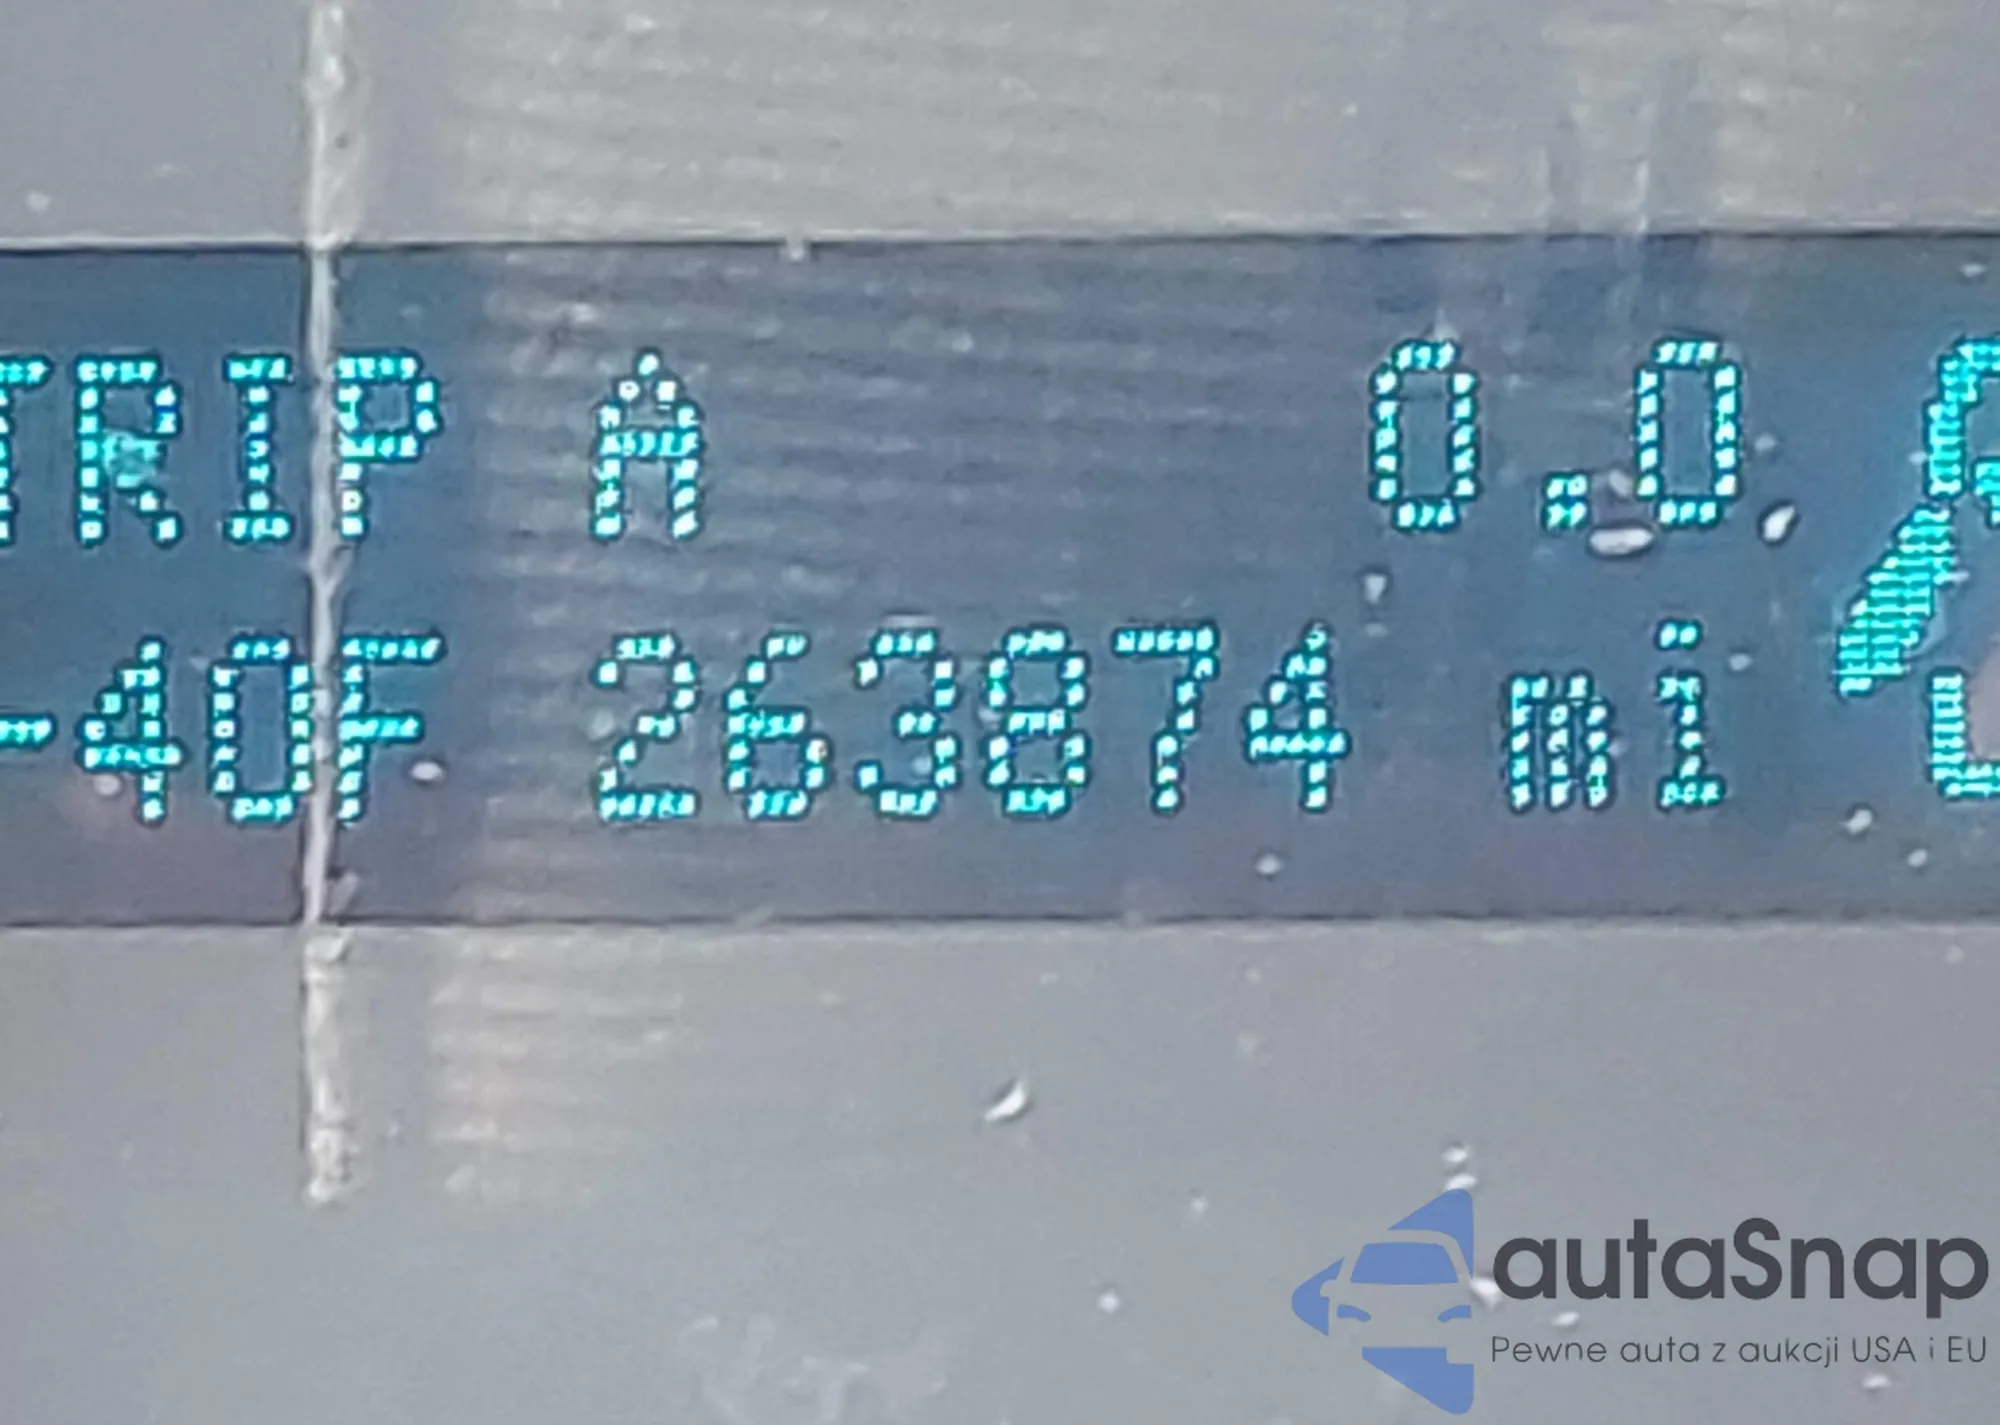 TRIP A 0.0
-40F 263874 mi
autaSnap
Pewne auta z aukcji USA i EU